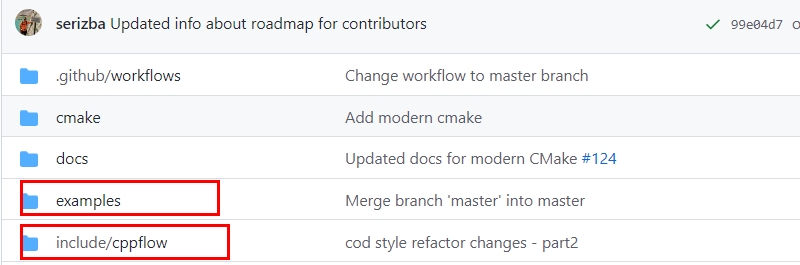 serizba Updated info about roadmap for contributors 99e04d7
.github/workflows Change workflow to master branch
cmake Add modern cmake
docs Updated docs for modern CMake #124
examples Merge branch 'master' into master
include/cppflow cod style refactor changes - part2